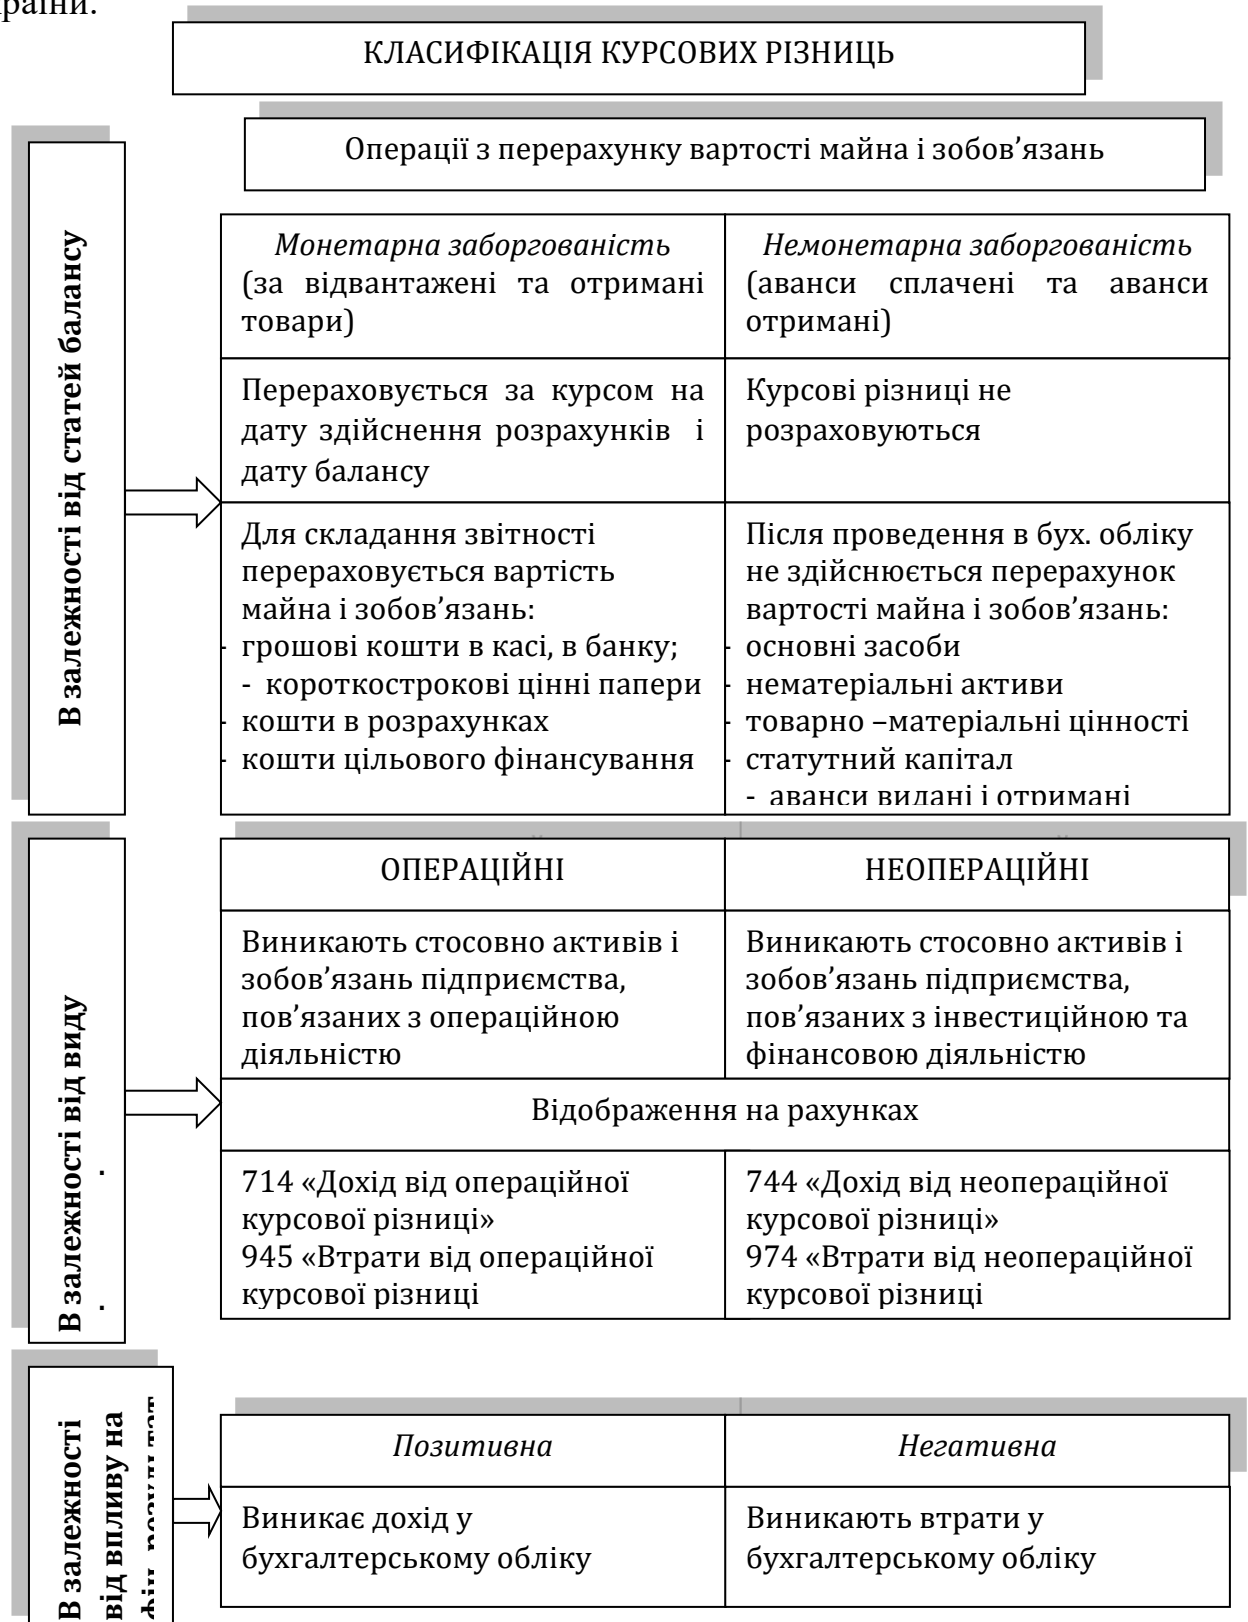 раїни.
КЛАСИФІКАЦІЯ КУРСОВИХ РІЗНИЦЬ
Операції з перерахунку вартості майна і зобов’язань
В залежності від статей балансу
Монетарна заборгованість
(за відвантажені та отримані
товари)
Немонетарна заборгованість
(аванси сплачені та аванси
отримані)
Перераховується за курсом на
дату здійснення розрахунків і
дату балансу
Курсові різниці не
розраховуються
Для складання звітності
перераховується вартість
майна і зобов’язань:
- грошові кошти в касі, в банку;
- короткострокові цінні папери
- кошти в розрахунках
- кошти цільового фінансування
Після проведення в бух. обліку
не здійснюється перерахунок
вартості майна і зобов’язань:
- основні засоби
- нематеріальні активи
- товарно –матеріальні цінності
- статутний капітал
- аванси видані і отримані
В залежності від виду
ОПЕРАЦІЙНІ
НЕОПЕРАЦІЙНІ
Виникають стосовно активів і
зобов’язань підприємства,
пов’язаних з операційною
діяльністю
Виникають стосовно активів і
зобов’язань підприємства,
пов’язаних з інвестиційною та
фінансовою діяльністю
Відображення на рахунках
714 «Дохід від операційної
курсової різниці»
945 «Втрати від операційної
курсової різниці
744 «Дохід від неопераційної
курсової різниці»
974 «Втрати від неопераційної
курсової різниці
В залежності
від впливу на
фін. результат
Позитивна
Негативна
Виникає дохід у
бухгалтерському обліку
Виникають втрати у
бухгалтерському обліку